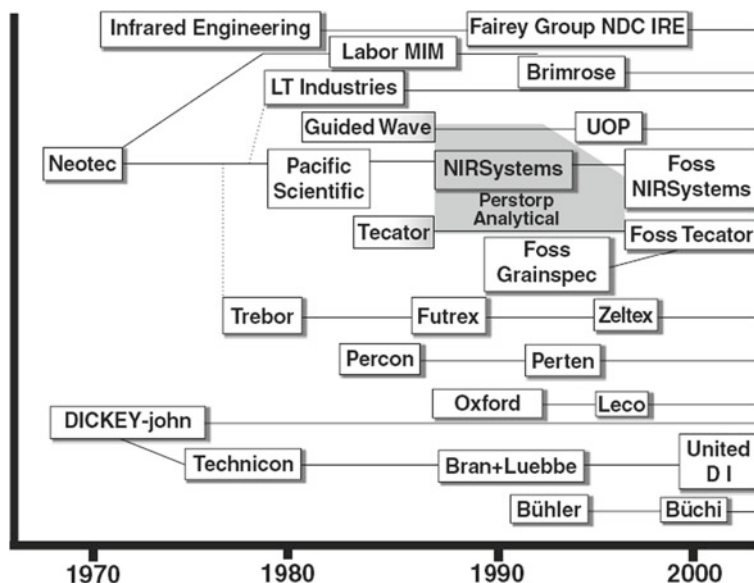 Infrared Engineering
Fairey Group NDC IRE
Labor MIM
Brimrose
LT Industries
Guided Wave
UOP
Neotec
Pacific
Scientific
NIRSystems
Foss
NIRSystems
Perstorp
Analytical
Tecator
Foss Tecator
Foss
Grainspec
Trebor
Futrex
Zeltex
Percon
Perten
Oxford
Leco
DICKEY-john
Technicon
Bran+Luebbe
United
D I
Bühler
Büchi
1970
1980
1990
2000